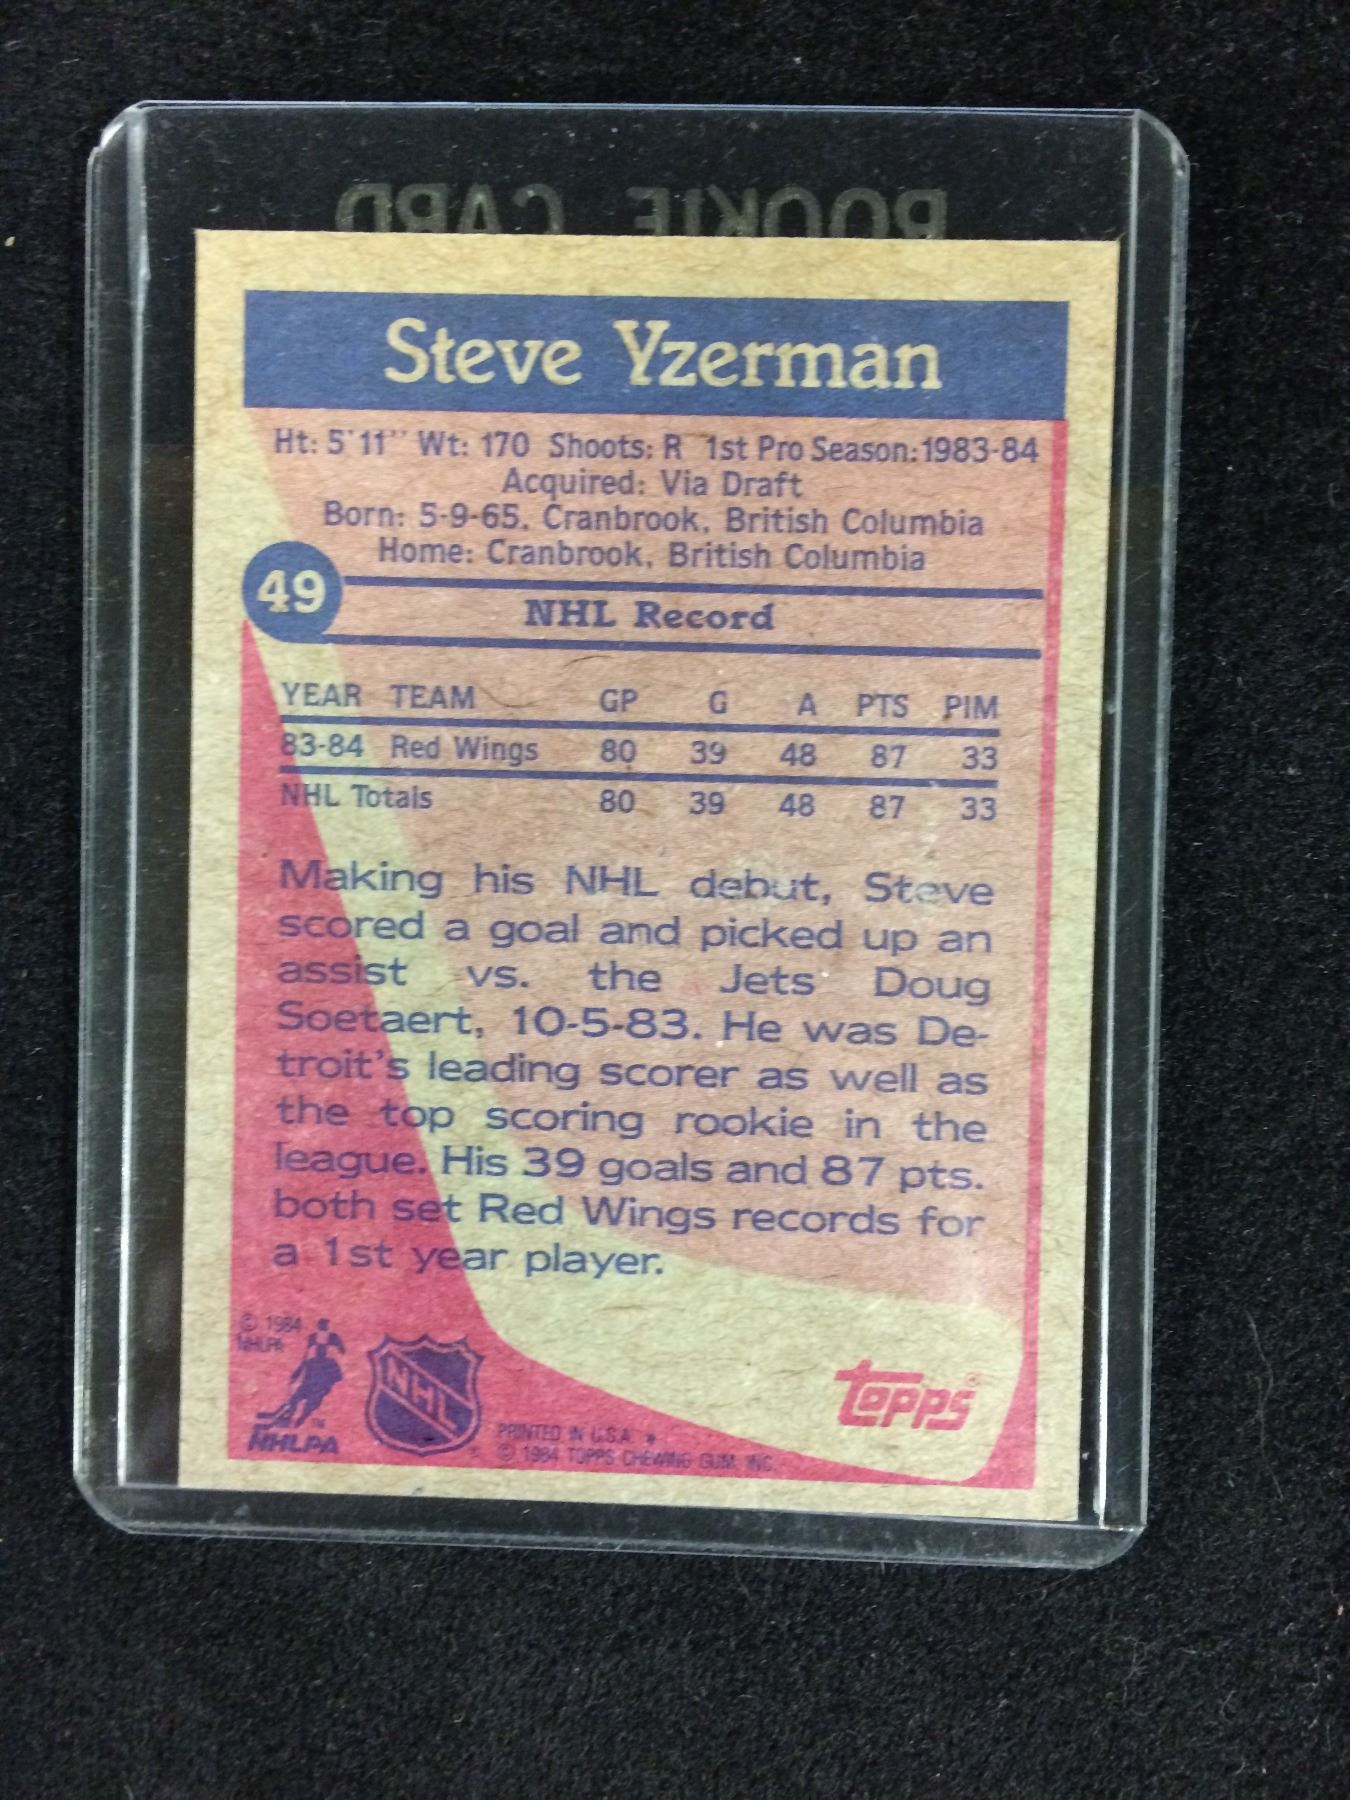 ROOKIE CARD
Steve Yzerman
Ht: 5'11" Wt: 170 Shoots: R 1st Pro Season: 1983-84
Acquired: Via Draft
Born: 5-9-65, Cranbrook, British Columbia
Home: Cranbrook, British Columbia
49
NHL Record
YEAR TEAM GP G A PTS PIM
83-84 Red Wings 80 39 48 87 33
NHL Totals 80 39 48 87 33
Making his NHL debut, Steve
scored a goal and picked up an
assist vs. the Jets Doug
Soetaert, 10-5-83. He was De-
troit's leading scorer as well as
the top scoring rookie in the
league. His 39 goals and 87 pts.
both set Red Wings records for
a 1st year player.
© 1984
NHLPA
TM
NHLPA
NHL
PRINTED IN U.S.A. *
© 1984 TOPPS CHEWING GUM, INC.
topps®